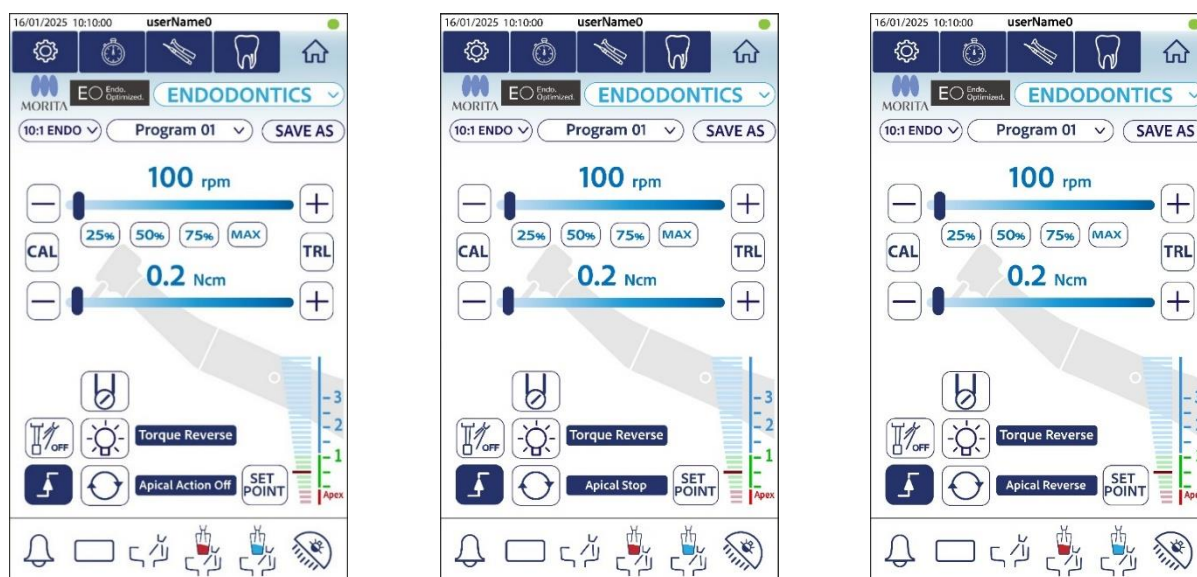 16/01/2025 10:10:00 userName0
MORITA EO Endo. Optimized. ENDODONTICS
10:1 ENDO Program 01 SAVE AS
100 rpm
25% 50% 75% MAX
CAL TRL
0.2 Ncm
3
2
OFF Torque Reverse
1
Apical Action Off SET POINT
Apex
16/01/2025 10:10:00 userName0
MORITA EO Endo. Optimized. ENDODONTICS
10:1 ENDO Program 01 SAVE AS
100 rpm
25% 50% 75% MAX
CAL TRL
0.2 Ncm
3
2
OFF Torque Reverse
1
Apical Stop SET POINT
Apex
16/01/2025 10:10:00 userName0
MORITA EO Endo. Optimized. ENDODONTICS
10:1 ENDO Program 01 SAVE AS
100 rpm
25% 50% 75% MAX
CAL TRL
0.2 Ncm
OFF Torque Reverse
Apical Reverse SET POINT